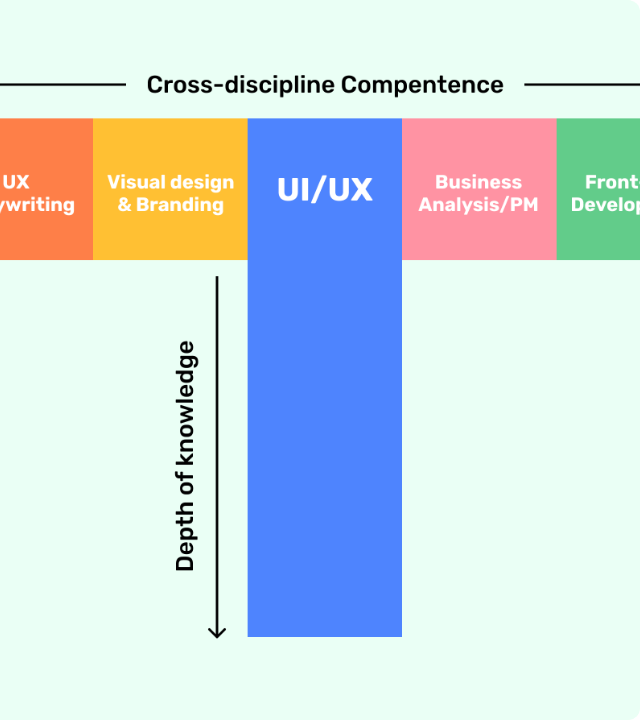 Cross-discipline Compentence
UX
ywriting
Visual design
& Branding
UI/UX
Business
Analysis/PM
Front-
Develop
Depth of knowledge